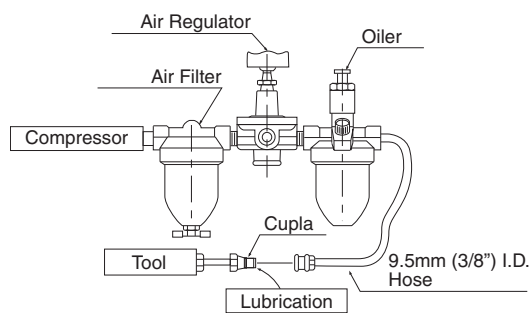 Air Regulator
Oiler
Air Filter
Compressor
Cupla
Tool
9.5mm (3/8”) I.D.
Hose
Lubrication